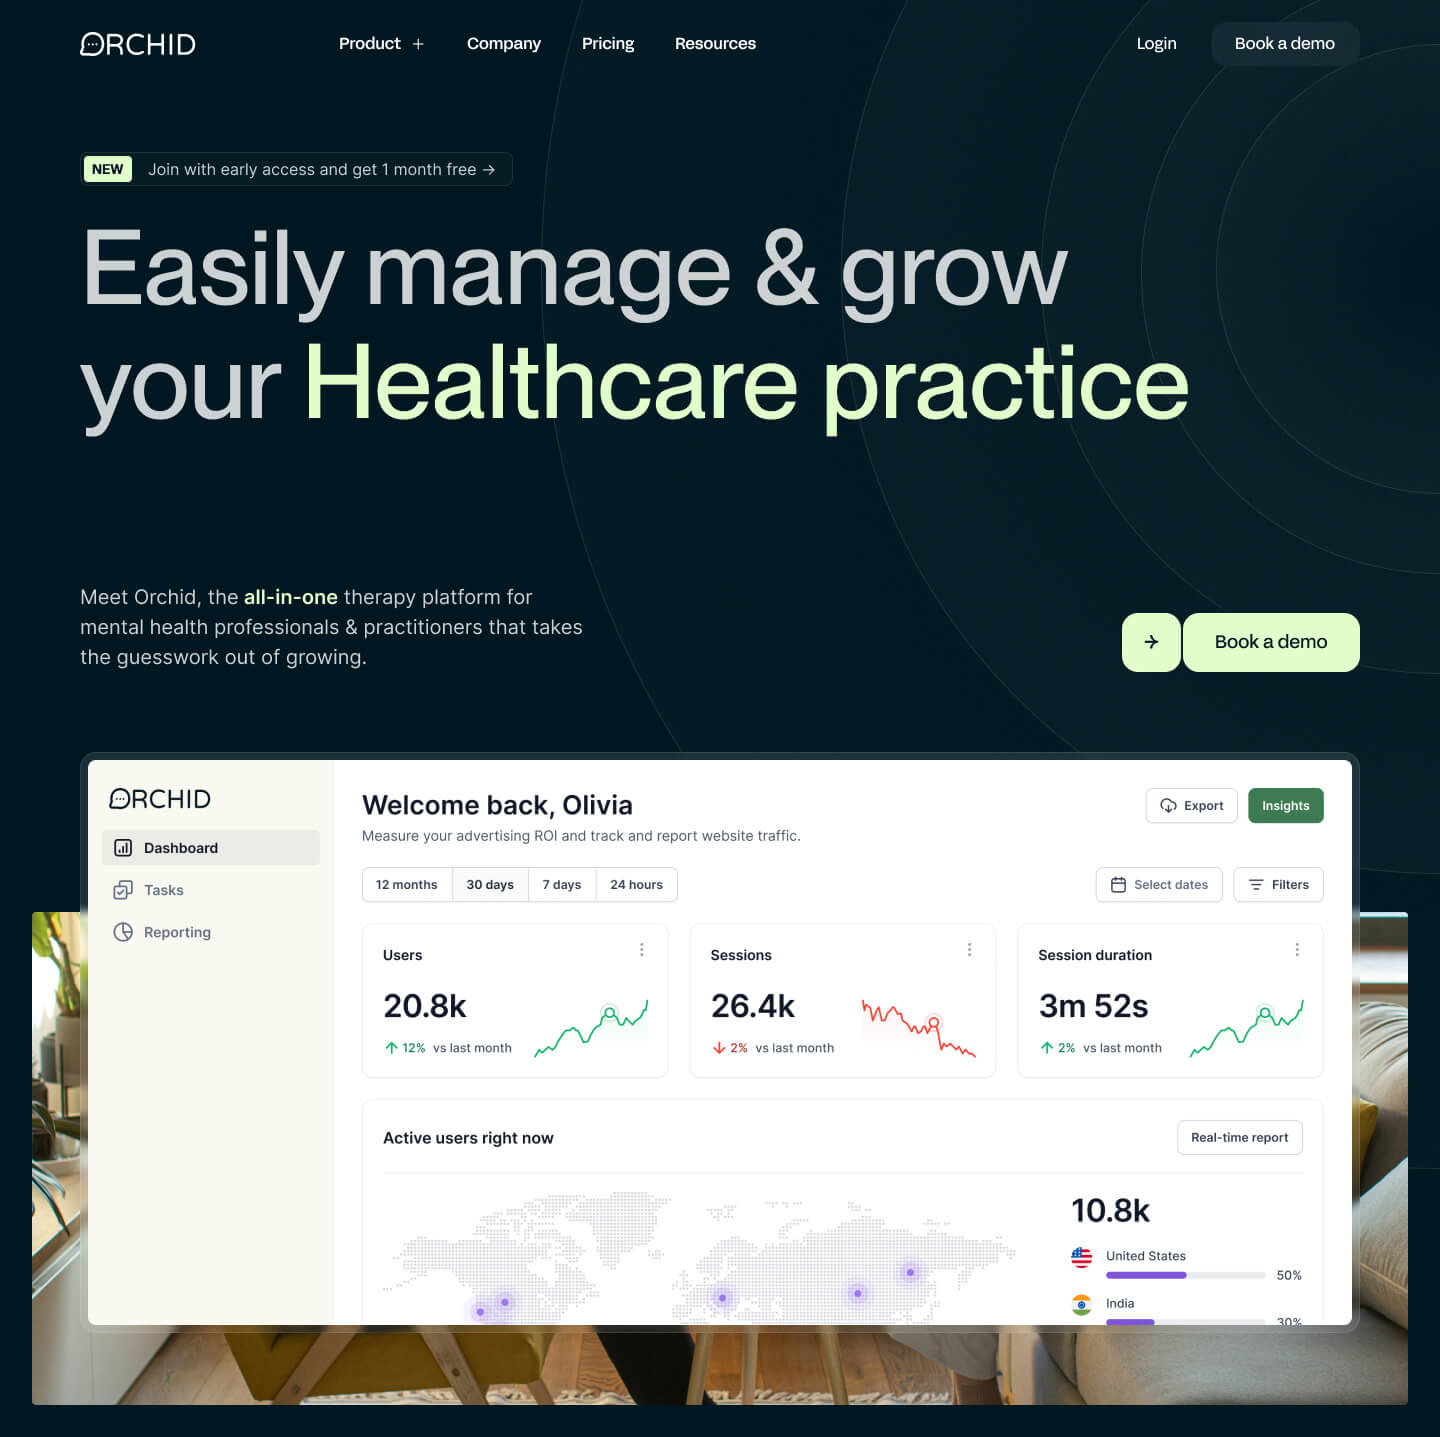 ORCHID
Product +
Company
Pricing
Resources
Login
Book a demo
NEW
Join with early access and get 1 month free →
Easily manage & grow
your Healthcare practice
Meet Orchid, the all-in-one therapy platform for
mental health professionals & practitioners that takes
the guesswork out of growing.
→
Book a demo
ORCHID
Dashboard
Tasks
Reporting
Welcome back, Olivia
Measure your advertising ROI and track and report website traffic.
Export
Insights
12 months
30 days
7 days
24 hours
Select dates
Filters
Users
20.8k
↑ 12% vs last month
Sessions
26.4k
↓ 2% vs last month
Session duration
3m 52s
↑ 2% vs last month
Active users right now
Real-time report
10.8k
United States
50%
India
30%